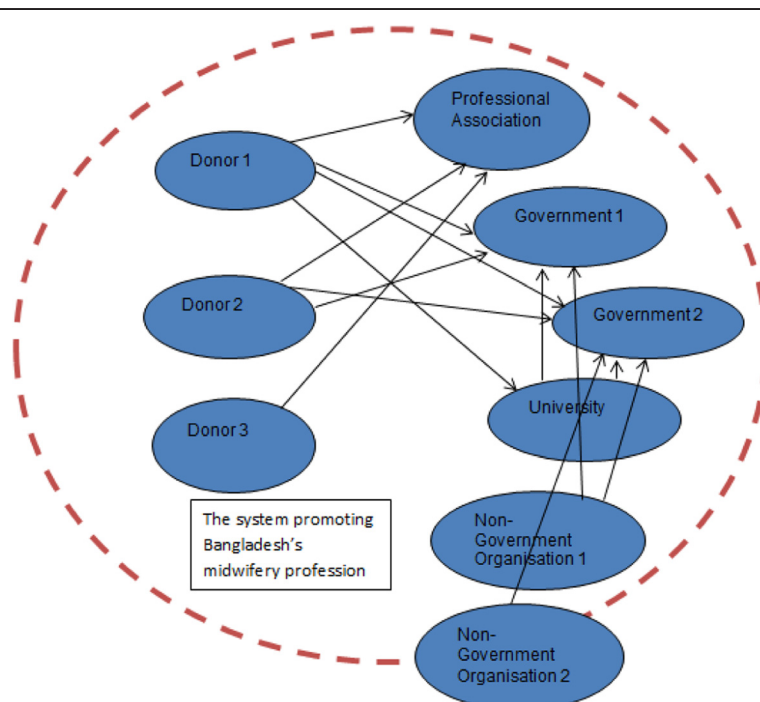 Professional
Association
Donor 1
Government 1
Donor 2
Government 2
University
Donor 3
The system promoting
Bangladesh's
midwifery profession
Non-
Government
Organisation 1
Non-
Government
Organisation 2